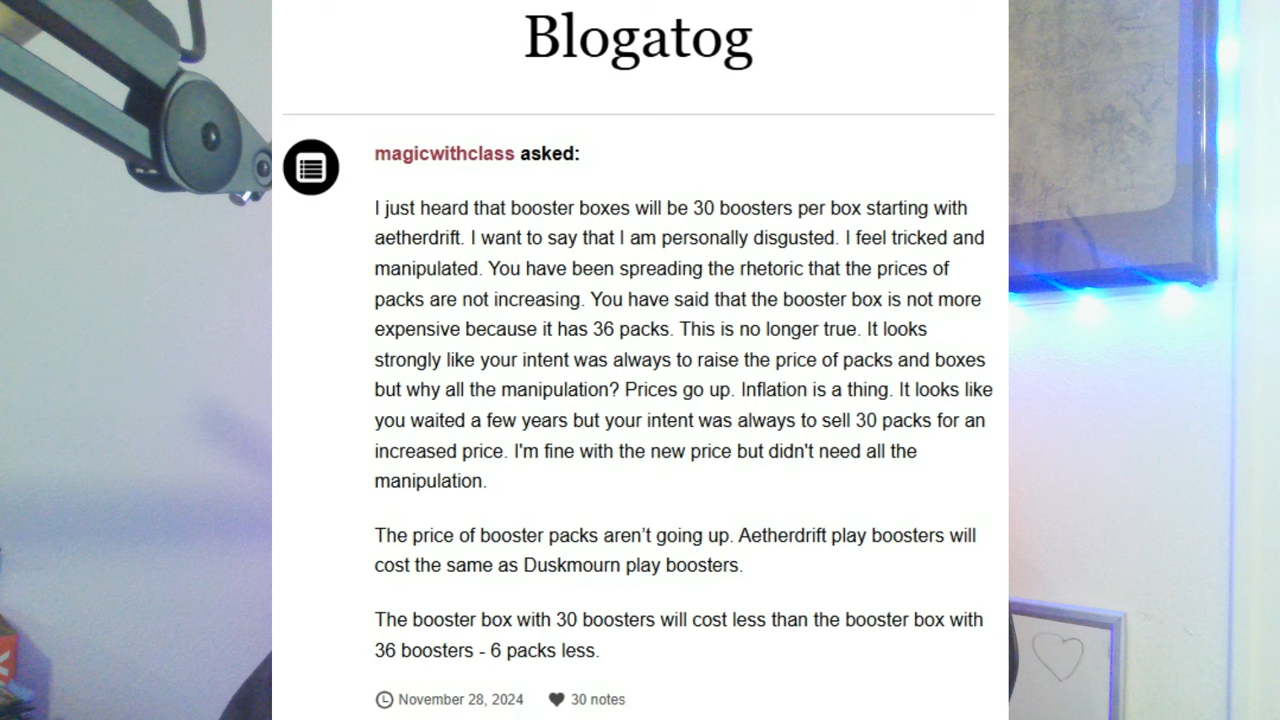 Blogatog
magicwithclass asked:
I just heard that booster boxes will be 30 boosters per box starting with
aetherdrift. I want to say that I am personally disgusted. I feel tricked and
manipulated. You have been spreading the rhetoric that the prices of
packs are not increasing. You have said that the booster box is not more
expensive because it has 36 packs. This is no longer true. It looks
strongly like your intent was always to raise the price of packs and boxes
but why all the manipulation? Prices go up. Inflation is a thing. It looks like
you waited a few years but your intent was always to sell 30 packs for an
increased price. I'm fine with the new price but didn't need all the
manipulation.
The price of booster packs aren’t going up. Aetherdrift play boosters will
cost the same as Duskmourn play boosters.
The booster box with 30 boosters will cost less than the booster box with
36 boosters - 6 packs less.
November 28, 2024 30 notes